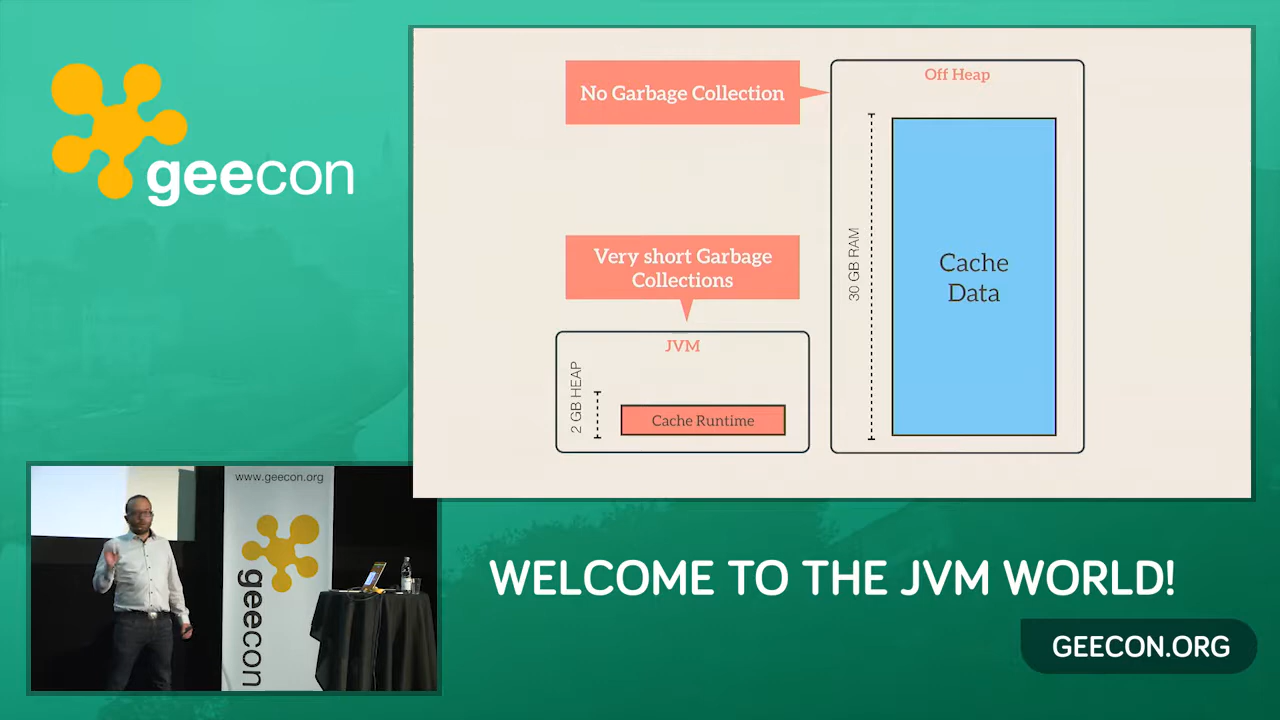 geecon
No Garbage Collection
Off Heap
30 GB RAM
Cache
Data
Very short Garbage
Collections
JVM
2 GB HEAP
Cache Runtime
www.geecon.org
geecon
WELCOME TO THE JVM WORLD!
GEECON.ORG